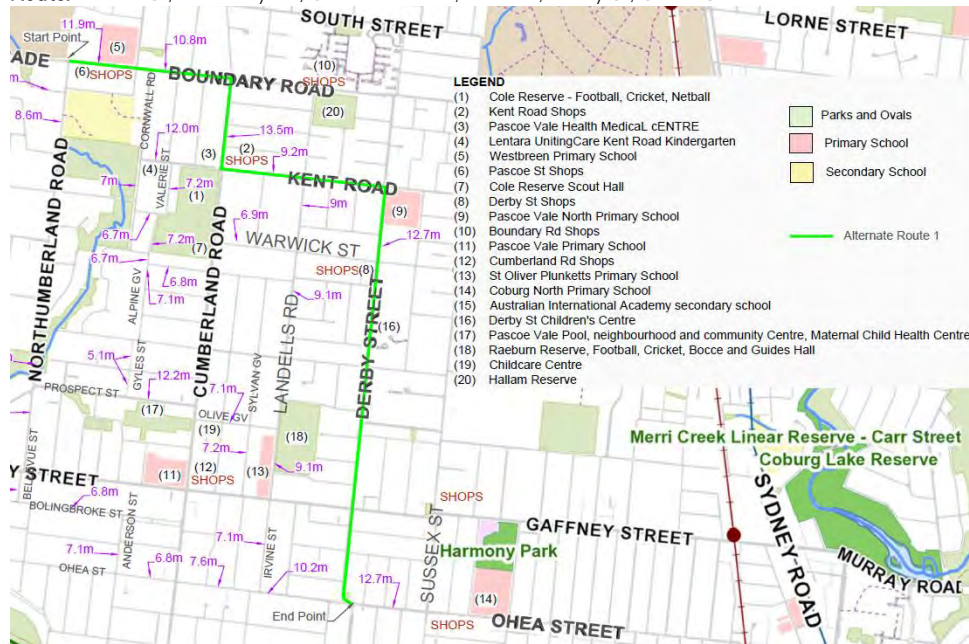 SOUTH STREET
LORNE STREET
11.9m
Start Point
(5)
10.8m
ADE
(6)
SHOPS
BOUNDARY ROAD
(10)
SHOPS
(20)
CORNWALL RD
8.6m
12.0m
13.5m
(2)
SHOPS
9.2m
(3)
(4)
KENT ROAD
7m
VALERIE ST
7.2m
(1)
9m
(9)
6.7m
6.9m
WARWICK ST
12.7m
7.2m
(7)
6.7m
SHOPS
(8)
6.8m
7.1m
9.1m
ALPINE GV
NORTHUMBERLAND ROAD
CUMBERLAND ROAD
LANDELLS RD
DERBY STREET
(16)
5.1m
GYLES ST
12.2m
7.1m
SYLVAN GV
PROSPECT ST
(17)
OLIVE GV
(19)
(18)
7.2m
BELLEVUE ST
Y STREET
(11)
(12)
SHOPS
(13)
9.1m
6.8m
BOLINGBROKE ST
ANDERSON ST
7.1m
7.1m
IRVINE ST
6.8m
7.6m
OHEA ST
10.2m
12.7m
End Point
SUSSEX ST
SHOPS
GAFFNEY STREET
Harmony Park
(14)
SHOPS
OHEA STREET
Merri Creek Linear Reserve - Carr Street
Coburg Lake Reserve
SYDNEY ROAD
MURRAY ROAD
LEGEND
(1) Cole Reserve - Football, Cricket, Netball
(2) Kent Road Shops
(3) Pascoe Vale Health MedicaL cENTRE
(4) Lentara UnitingCare Kent Road Kindergarten
(5) Westbreen Primary School
(6) Pascoe St Shops
(7) Cole Reserve Scout Hall
(8) Derby St Shops
(9) Pascoe Vale North Primary School
(10) Boundary Rd Shops
(11) Pascoe Vale Primary School
(12) Cumberland Rd Shops
(13) St Oliver Plunketts Primary School
(14) Coburg North Primary School
(15) Australian International Academy secondary school
(16) Derby St Children's Centre
(17) Pascoe Vale Pool, neighbourhood and community Centre, Maternal Child Health Centre
(18) Raeburn Reserve, Football, Cricket, Bocce and Guides Hall
(19) Childcare Centre
(20) Hallam Reserve
Parks and Ovals
Primary School
Secondary School
Alternate Route 1